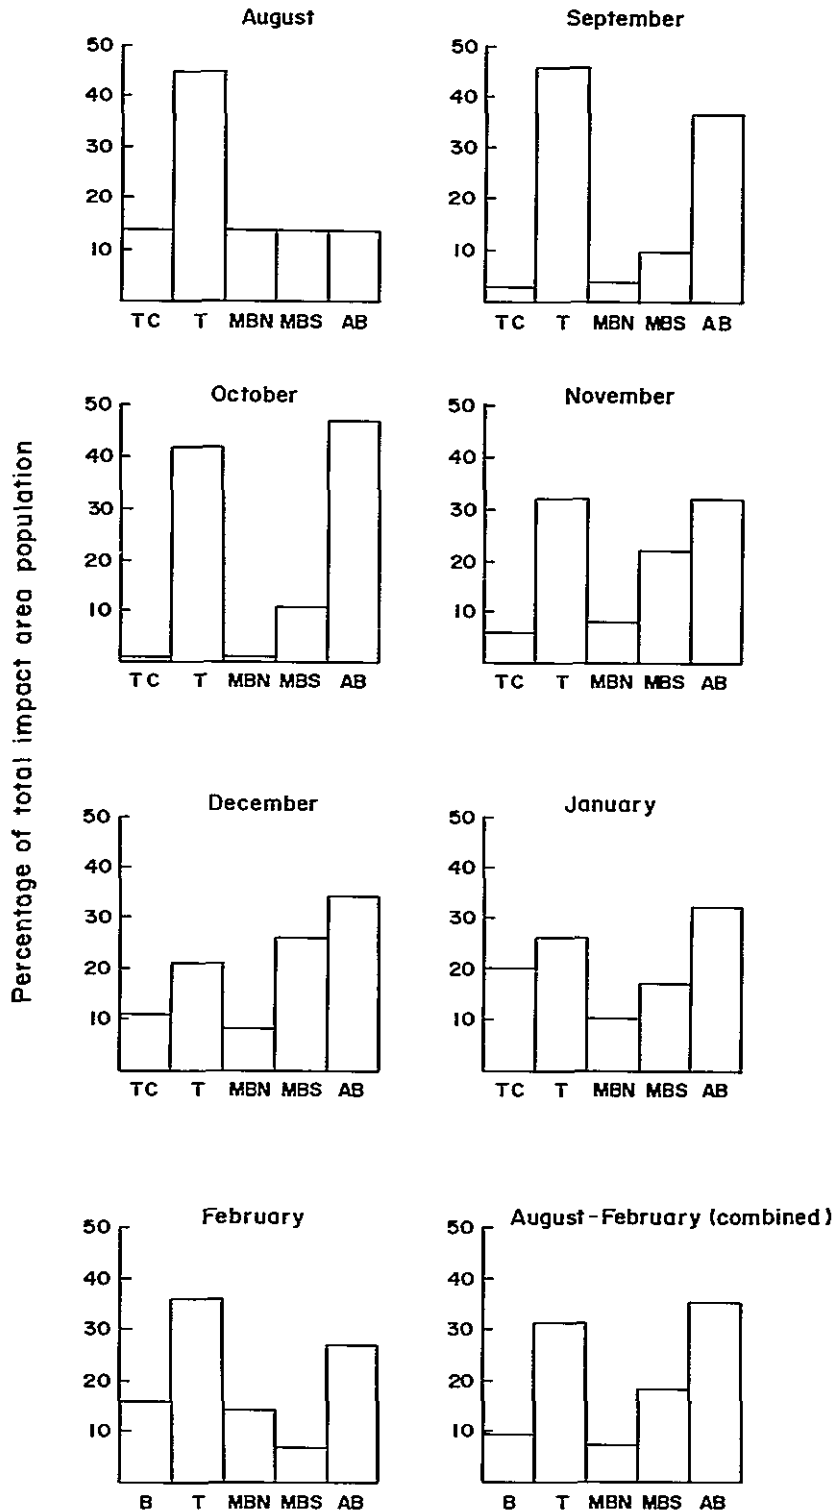 Percentage of total impact area population
August
50
40
30
20
10
TC T MBN MBS AB
September
50
40
30
20
10
TC T MBN MBS AB
October
50
40
30
20
10
TC T MBN MBS AB
November
50
40
30
20
10
TC T MBN MBS AB
December
50
40
30
20
10
TC T MBN MBS AB
January
50
40
30
20
10
TC T MBN MBS AB
February
50
40
30
20
10
B T MBN MBS AB
August-February (combined)
50
40
30
20
10
B T MBN MBS AB